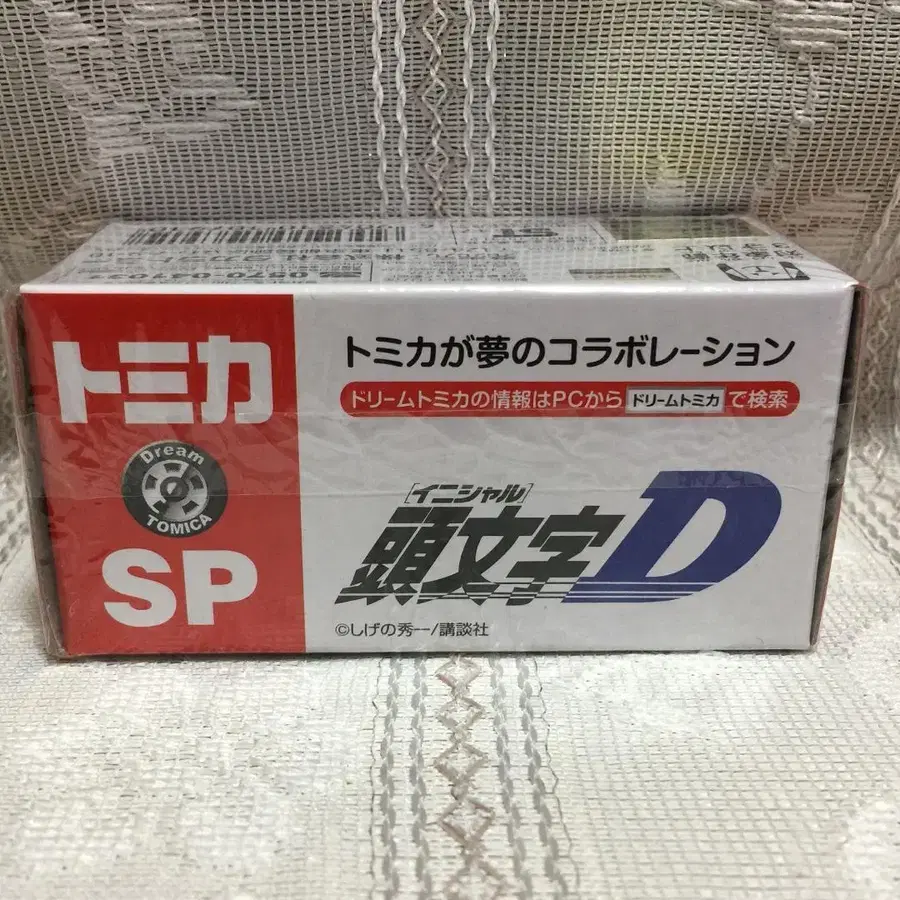 トミカ
Dream
TOMICA
SP
トミカが夢のコラボレーション
ドリームトミカの情報はPCから ドリームトミカ で検索
[イニシャル]
頭文字D
©しげの秀一/講談社